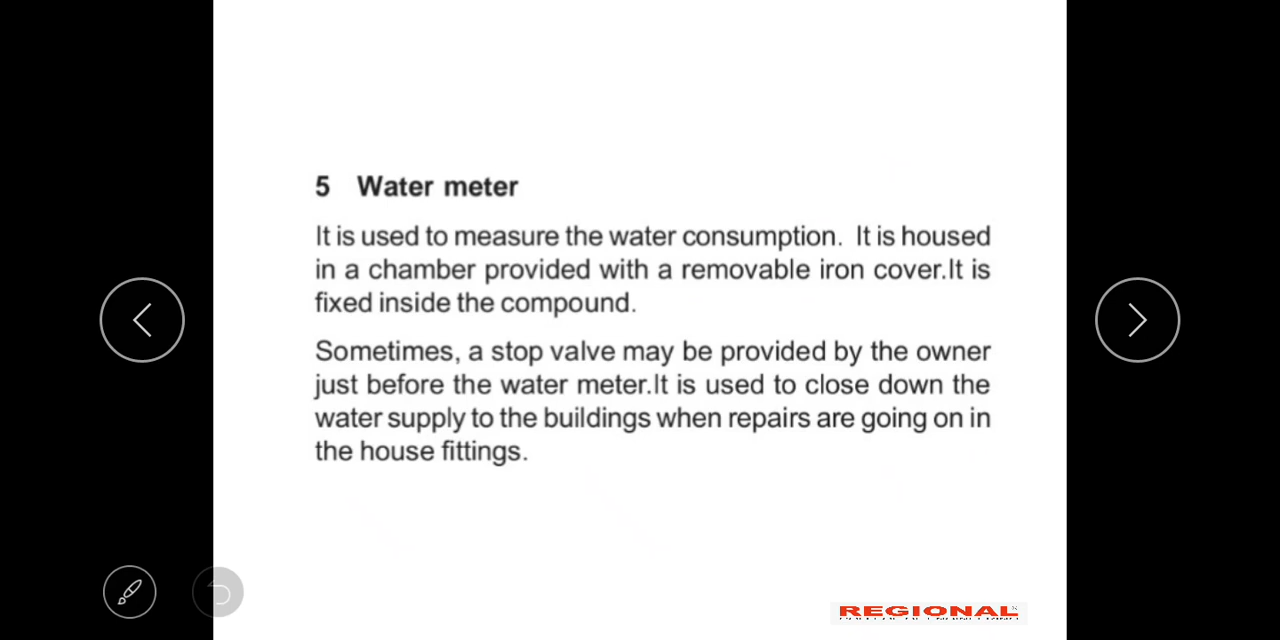 5 Water meter
It is used to measure the water consumption. It is housed
in a chamber provided with a removable iron cover.It is
fixed inside the compound.
Sometimes, a stop valve may be provided by the owner
just before the water meter.It is used to close down the
water supply to the buildings when repairs are going on in
the house fittings.
REGIONAL